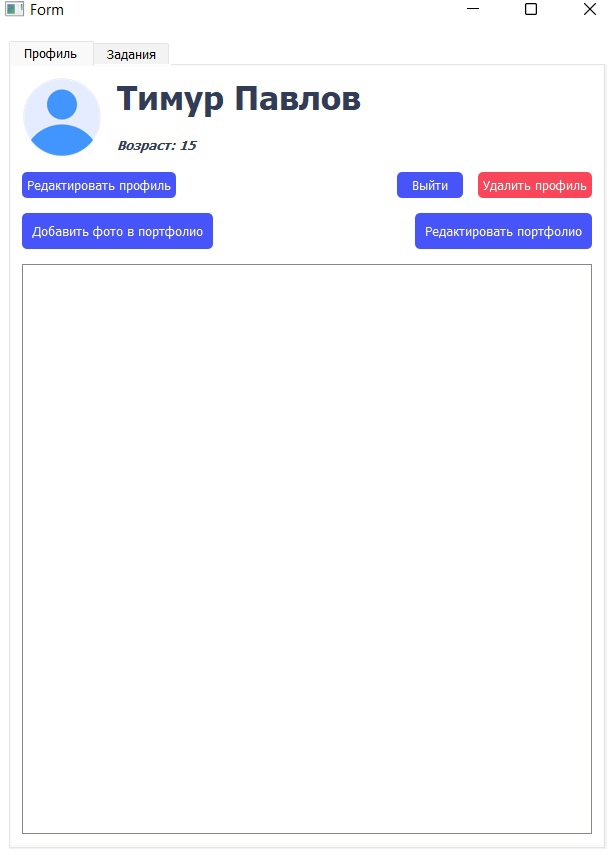 Form
Профиль Задания
Тимур Павлов
Возраст: 15
Редактировать профиль Выйти Удалить профиль
Добавить фото в портфолио Редактировать портфолио